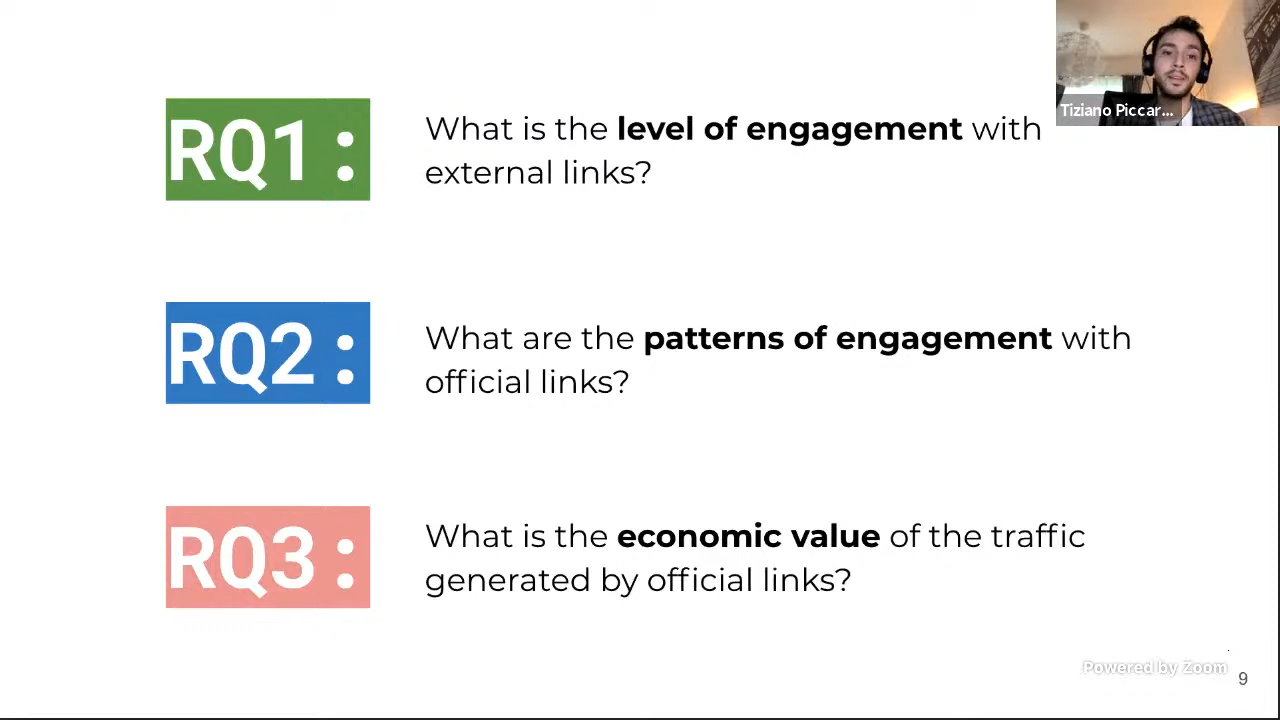 Tiziano Piccar...
RQ1:
What is the level of engagement with
external links?
RQ2:
What are the patterns of engagement with
official links?
RQ3:
What is the economic value of the traffic
generated by official links?
Powered by Zoom
9